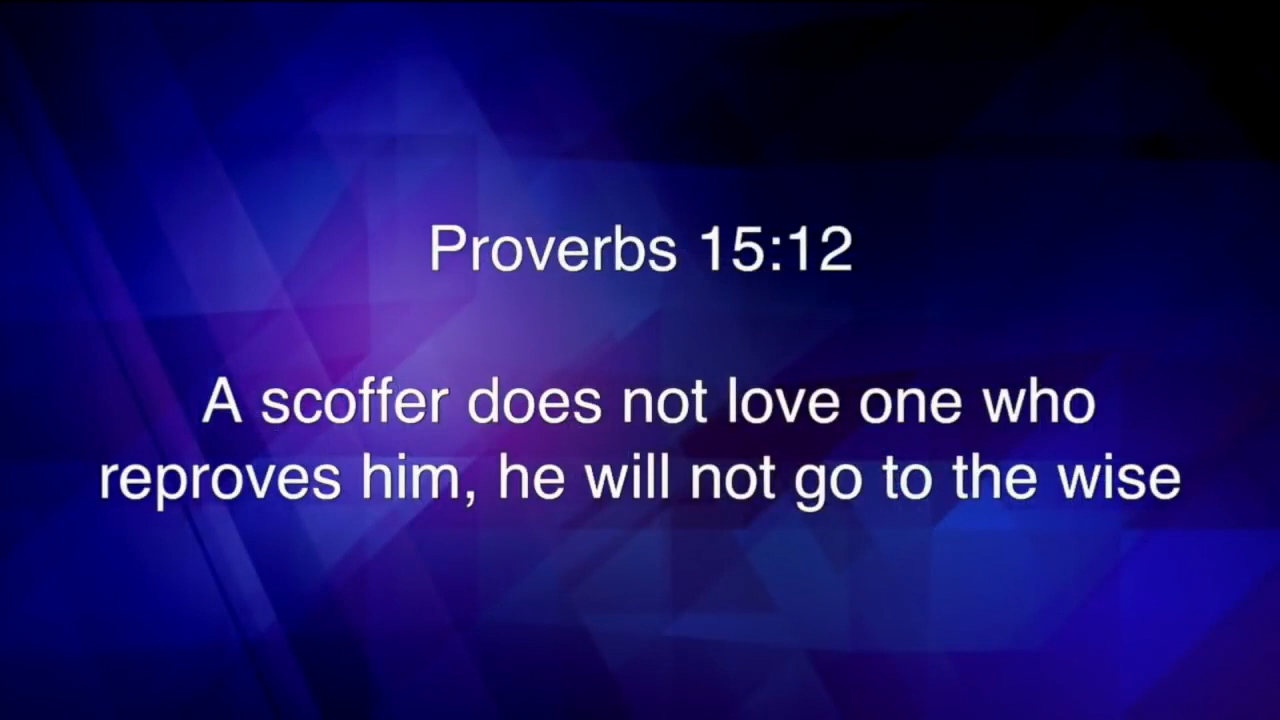 Proverbs 15:12
A scoffer does not love one who
reproves him, he will not go to the wise